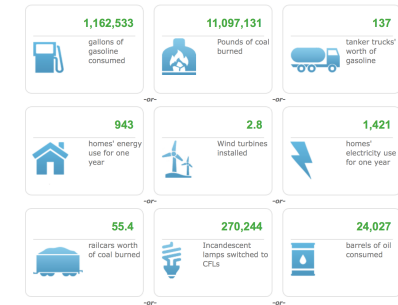 1,162,533
gallons of
gasoline
consumed
11,097,131
Pounds of coal
burned
137
tanker trucks'
worth of
gasoline
-or-
-or-
943
homes' energy
use for one
year
2.8
Wind turbines
installed
1,421
homes'
electricity use
for one year
-or-
-or-
55.4
railcars worth
of coal burned
270,244
Incandescent
lamps switched to
CFLs
24,027
barrels of oil
consumed
-or-
-or-